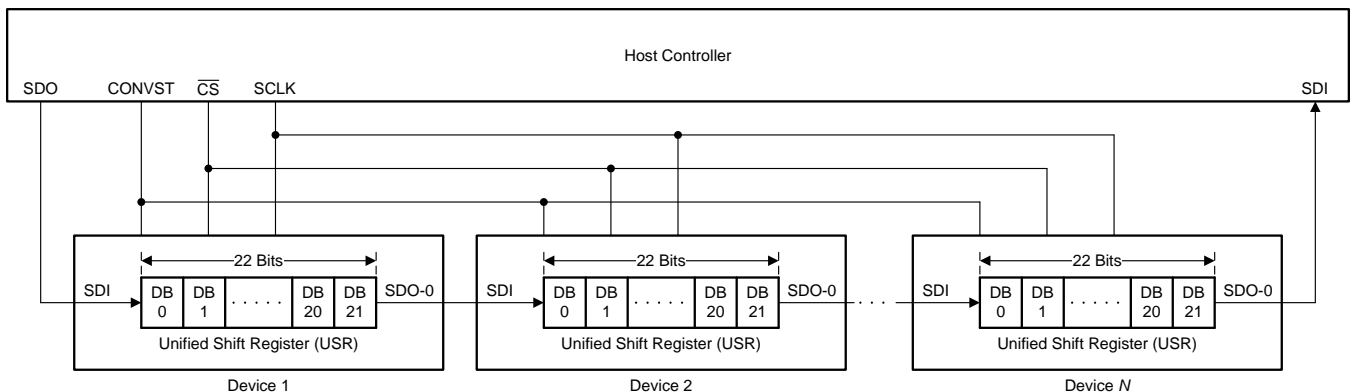 Host Controller
SDO CONVST CS SCLK SDI
22 Bits 22 Bits 22 Bits
SDI DB 0 DB 1 . . . . . DB 20 DB 21 SDO-0 SDI DB 0 DB 1 . . . . . DB 20 DB 21 SDO-0 . . . . SDI DB 0 DB 1 . . . . . DB 20 DB 21 SDO-0
Unified Shift Register (USR) Unified Shift Register (USR) Unified Shift Register (USR)
Device 1 Device 2 Device N